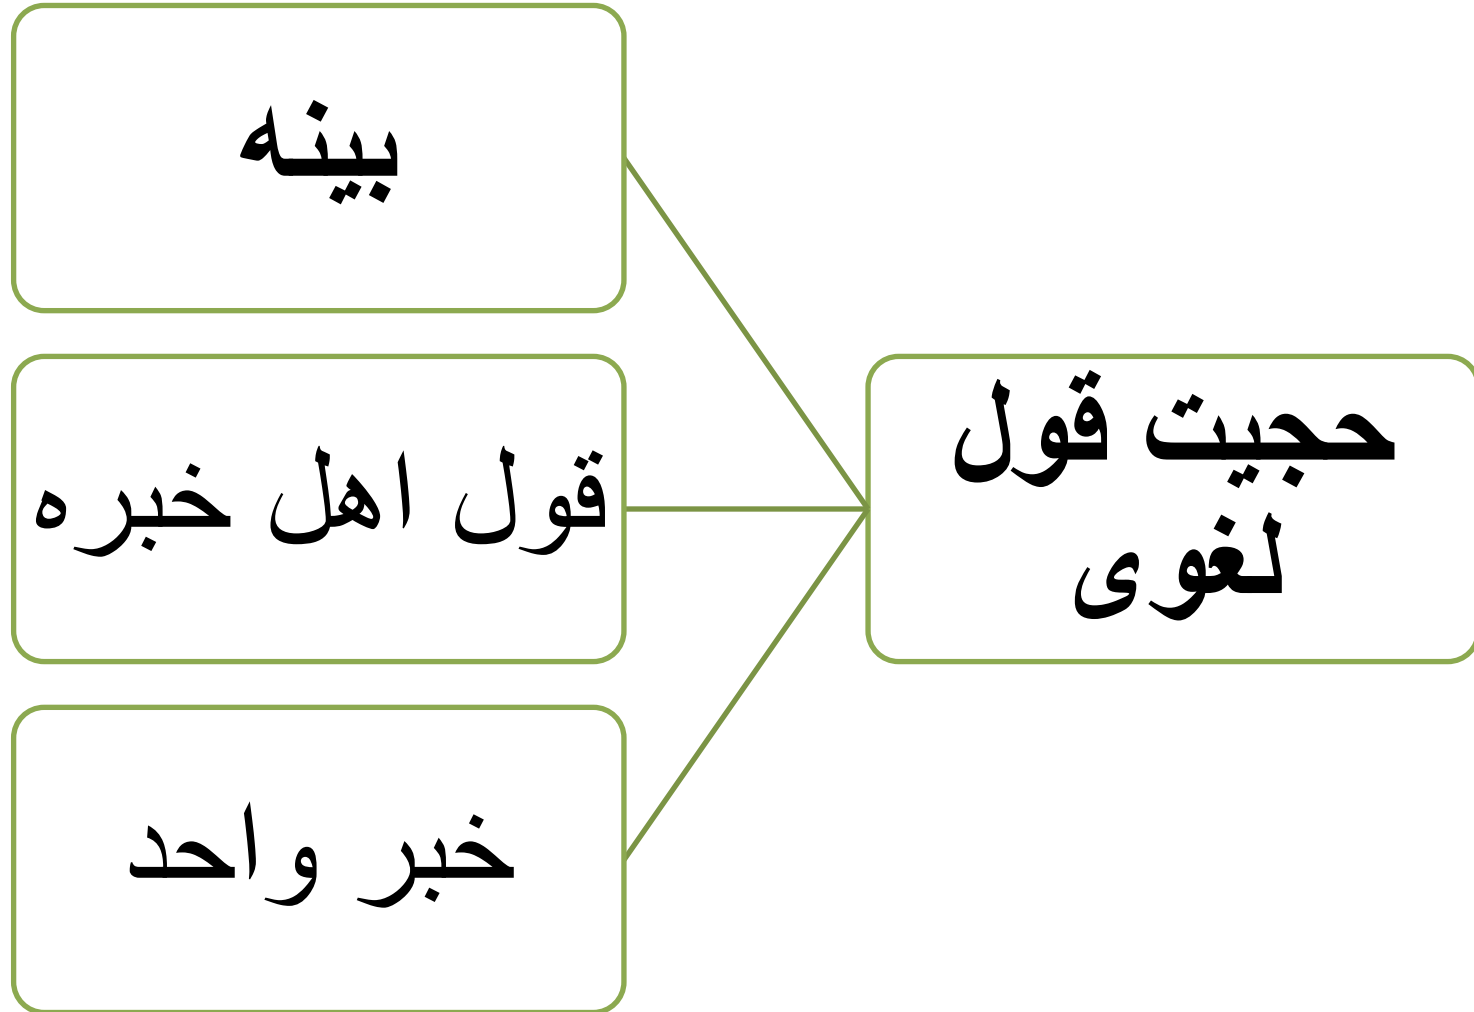 حجیت قول
لغوی
بینه
قول اهل خبره
خبر واحد